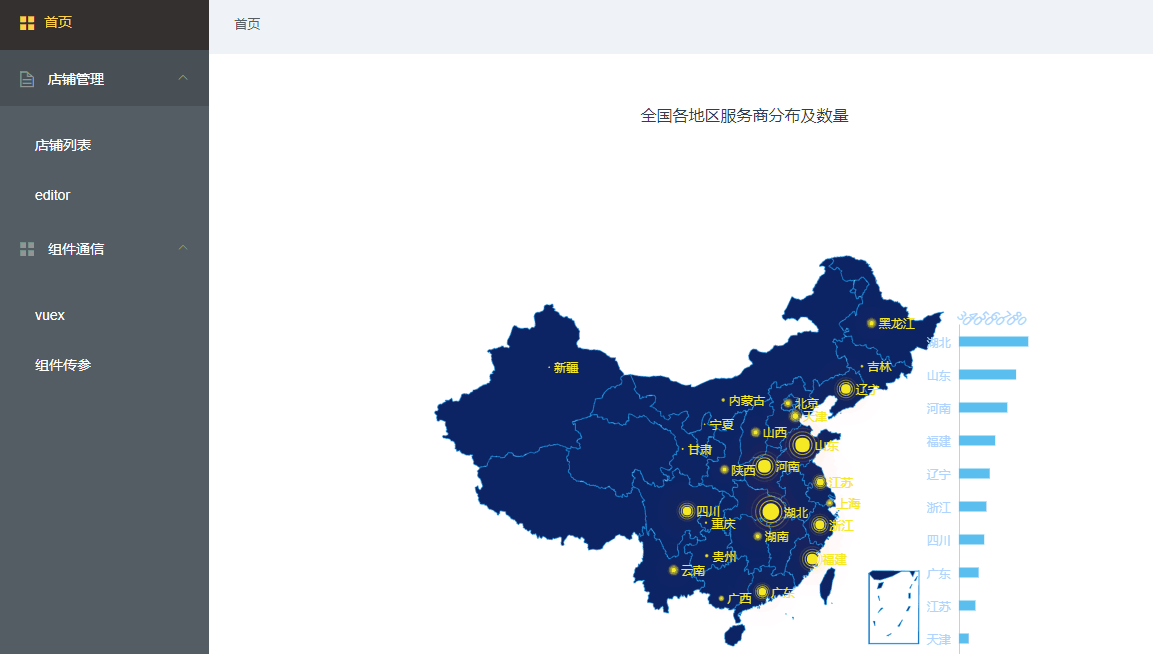 首页
首页
店铺管理
店铺列表
editor
组件通信
vuex
组件传参
全国各地区服务商分布及数量
黑龙江
新疆
吉林
辽宁
内蒙古
北京
天津
宁夏
山西
山东
甘肃
陕西
河南
江苏
上海
四川
湖北
重庆
浙江
湖南
贵州
福建
云南
广西
广东
湖北
山东
河南
福建
辽宁
浙江
四川
广东
江苏
天津